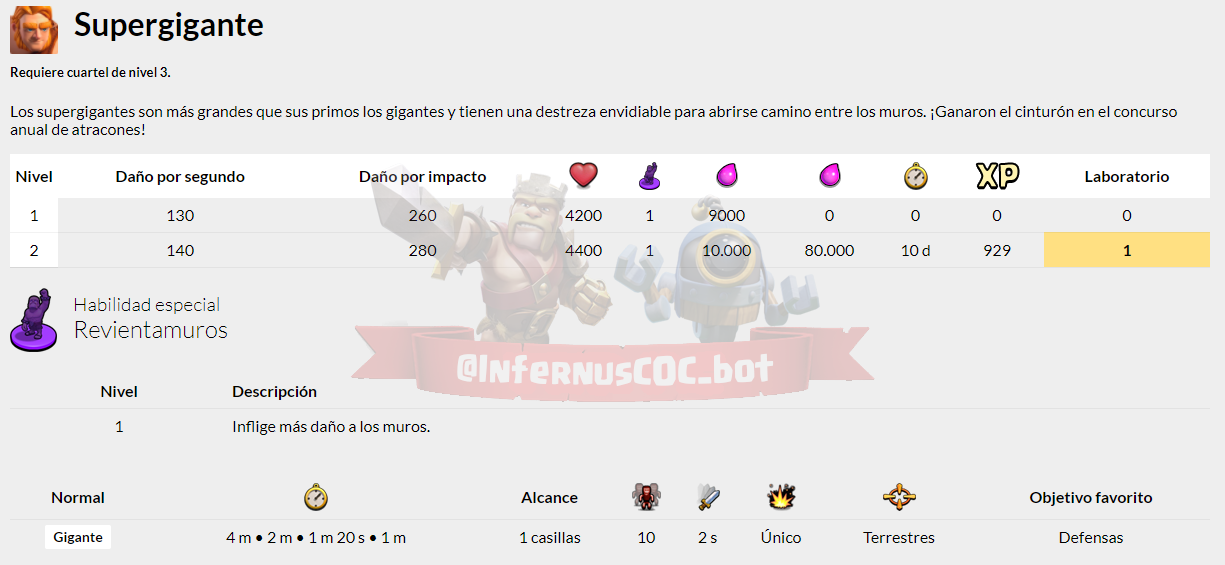 Supergigante
Requiere cuartel de nivel 3.
Los supergigantes son más grandes que sus primos los gigantes y tienen una destreza envidiable para abrirse camino entre los muros. ¡Ganaron el cinturón en el concurso
anual de atracones!
Nivel Daño por segundo Daño por impacto XP Laboratorio
1 130 260 4200 1 9000 0 0 0 0
2 140 280 4400 1 10.000 80.000 10 d 929 1
Habilidad especial
Revientamuros
@InfernusCOC_bot
Nivel Descripción
1 Inflige más daño a los muros.
Normal Alcance Objetivo favorito
Gigante 4 m • 2 m • 1 m 20 s • 1 m 1 casillas 10 2 s Único Terrestres Defensas